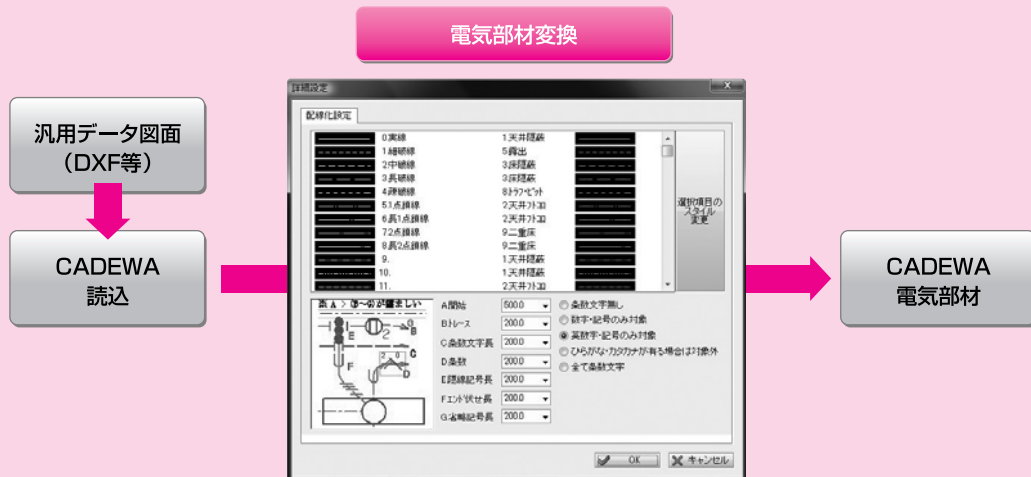 電気部材変換
汎用データ図面
（DXF等）
CADEWA
読込
詳細設定
配線化設定
0.実線 1.天井隠蔽
1.細破線 5.露出
2.中破線 3.床隠蔽
3.長破線 3.床隠蔽
4.疎破線 8.トラフ・ピット
5.1点鎖線 2.天井フトコロ
6.長1点鎖線 2.天井フトコロ
7.2点鎖線 9.二重床
8.長2点鎖線 9.二重床
9. 1.天井隠蔽
10. 1.天井隠蔽
11. 2.天井フトコロ
選択項目の
スタイル
変更
A > (B～G)が望ましい
E B G
2
2 0 C
D
F
A.開始 500.0
B.トレース 200.0
C.条数文字長 200.0
D.条数 200.0
E.隠線記号長 200.0
F.エンド伏せ長 200.0
G.省略記号長 200.0
条数文字無し
数字・記号のみ対象
英数字・記号のみ対象
ひらがな・カタカナが有る場合は対象外
全て条数文字
OK キャンセル
CADEWA
電気部材